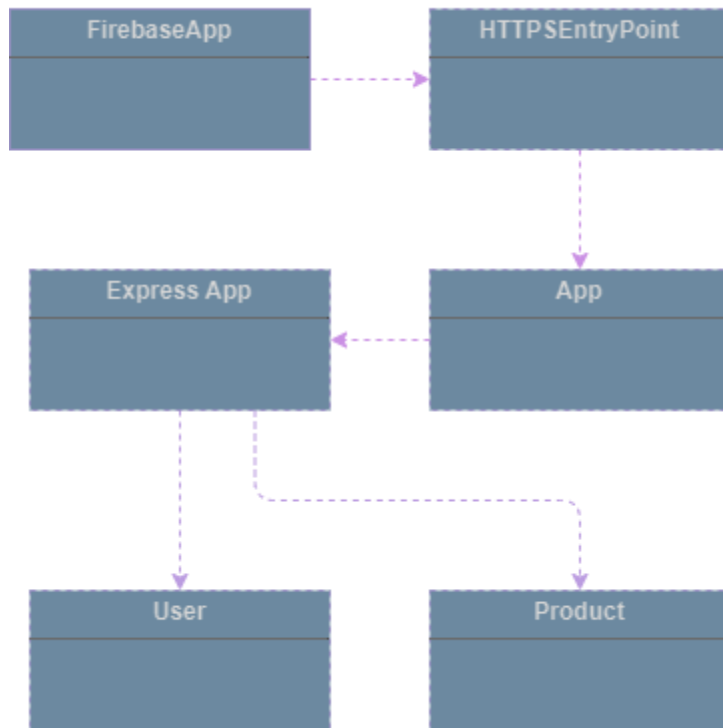 FirebaseApp
HTTPSEntryPoint
Express App
App
User
Product